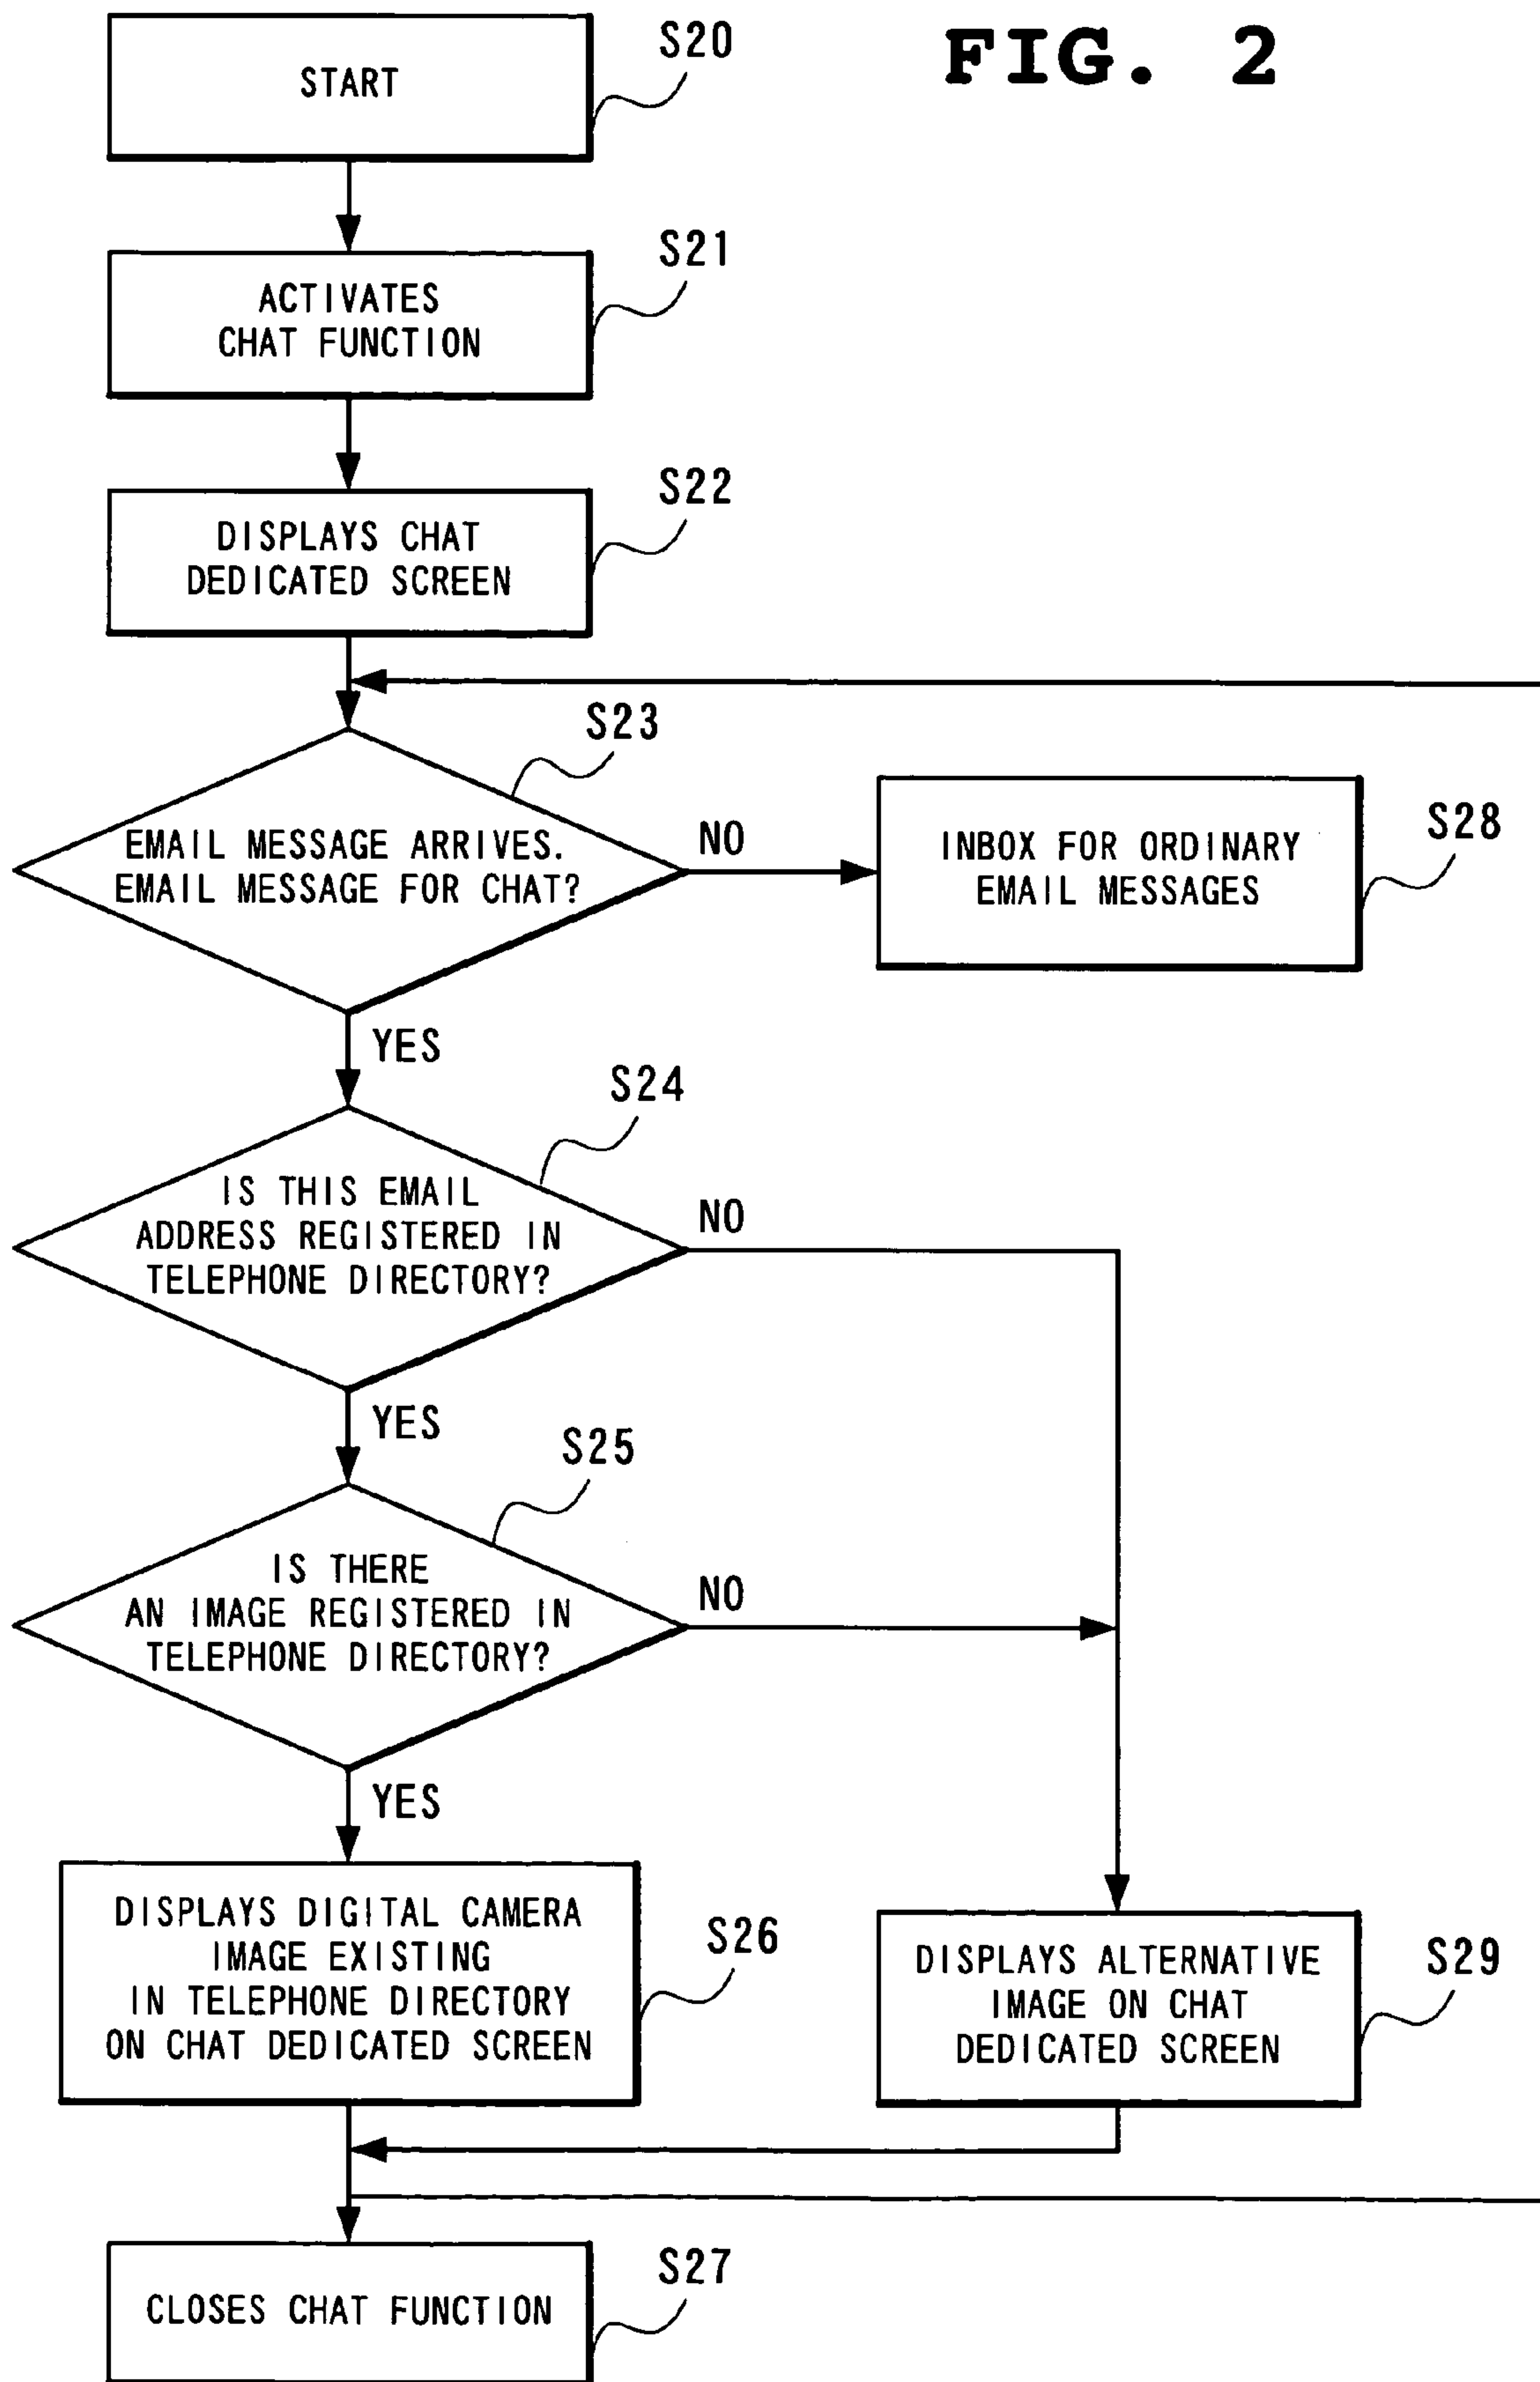 FIG. 2
START
S20
ACTIVATES
CHAT FUNCTION
S21
DISPLAYS CHAT
DEDICATED SCREEN
S22
EMAIL MESSAGE ARRIVES.
EMAIL MESSAGE FOR CHAT?
S23
NO
INBOX FOR ORDINARY
EMAIL MESSAGES
S28
YES
IS THIS EMAIL
ADDRESS REGISTERED IN
TELEPHONE DIRECTORY?
S24
NO
YES
IS THERE
AN IMAGE REGISTERED IN
TELEPHONE DIRECTORY?
S25
NO
YES
DISPLAYS DIGITAL CAMERA
IMAGE EXISTING
IN TELEPHONE DIRECTORY
ON CHAT DEDICATED SCREEN
S26
DISPLAYS ALTERNATIVE
IMAGE ON CHAT
DEDICATED SCREEN
S29
CLOSES CHAT FUNCTION
S27